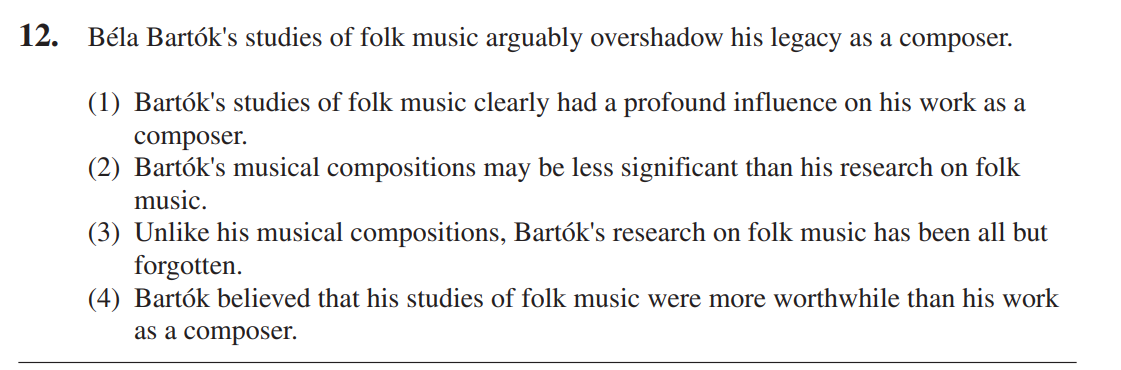 12. Béla Bartók's studies of folk music arguably overshadow his legacy as a composer.
(1) Bartók's studies of folk music clearly had a profound influence on his work as a
composer.
(2) Bartók's musical compositions may be less significant than his research on folk
music.
(3) Unlike his musical compositions, Bartók's research on folk music has been all but
forgotten.
(4) Bartók believed that his studies of folk music were more worthwhile than his work
as a composer.